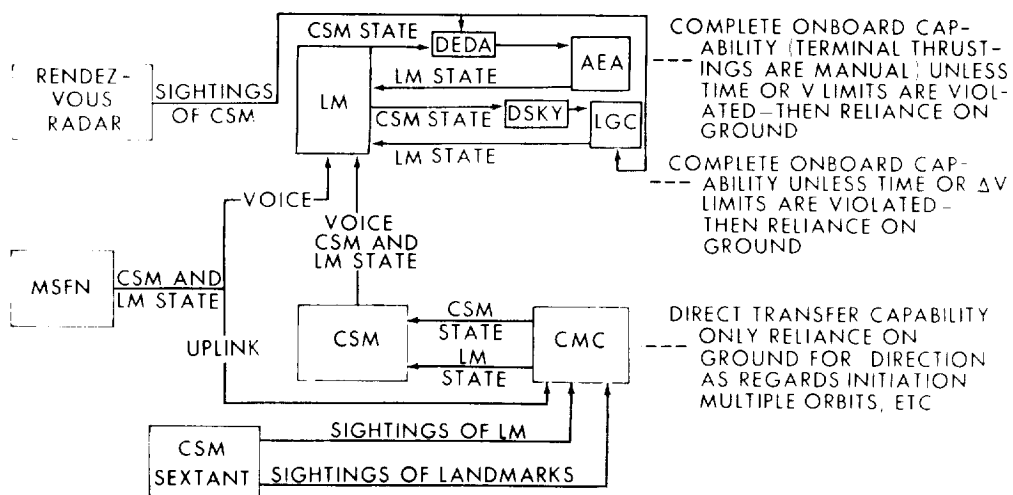 RENDEZ-
VOUS
RADAR
SIGHTINGS
OF CSM
CSM STATE
DEDA
AEA
LM STATE
LM
CSM STATE
DSKY
LGC
LM STATE
COMPLETE ONBOARD CAP-
ABILITY (TERMINAL THRUST-
INGS ARE MANUAL) UNLESS
TIME OR V LIMITS ARE VIOL-
ATED—THEN RELIANCE ON
GROUND
COMPLETE ONBOARD CAP-
ABILITY UNLESS TIME OR ΔV
LIMITS ARE VIOLATED—
THEN RELIANCE ON
GROUND
VOICE
VOICE
CSM AND
LM STATE
MSFN
CSM AND
LM STATE
UPLINK
CSM
CSM
STATE
LM
STATE
CMC
DIRECT TRANSFER CAPABILITY
ONLY RELIANCE ON
GROUND FOR DIRECTION
AS REGARDS INITIATION
MULTIPLE ORBITS, ETC
CSM
SEXTANT
SIGHTINGS OF LM
SIGHTINGS OF LANDMARKS